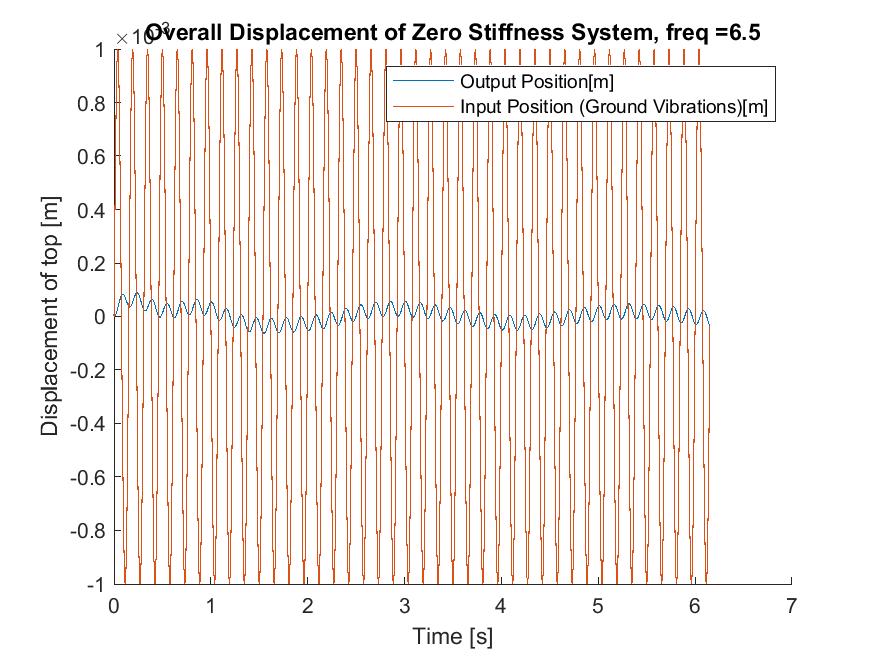 Overall Displacement of Zero Stiffness System, freq =6.5
×10-3
Output Position[m]
Input Position (Ground Vibrations)[m]
1
0.8
0.6
0.4
0.2
0
-0.2
-0.4
-0.6
-0.8
-1
Displacement of top [m]
0 1 2 3 4 5 6 7
Time [s]